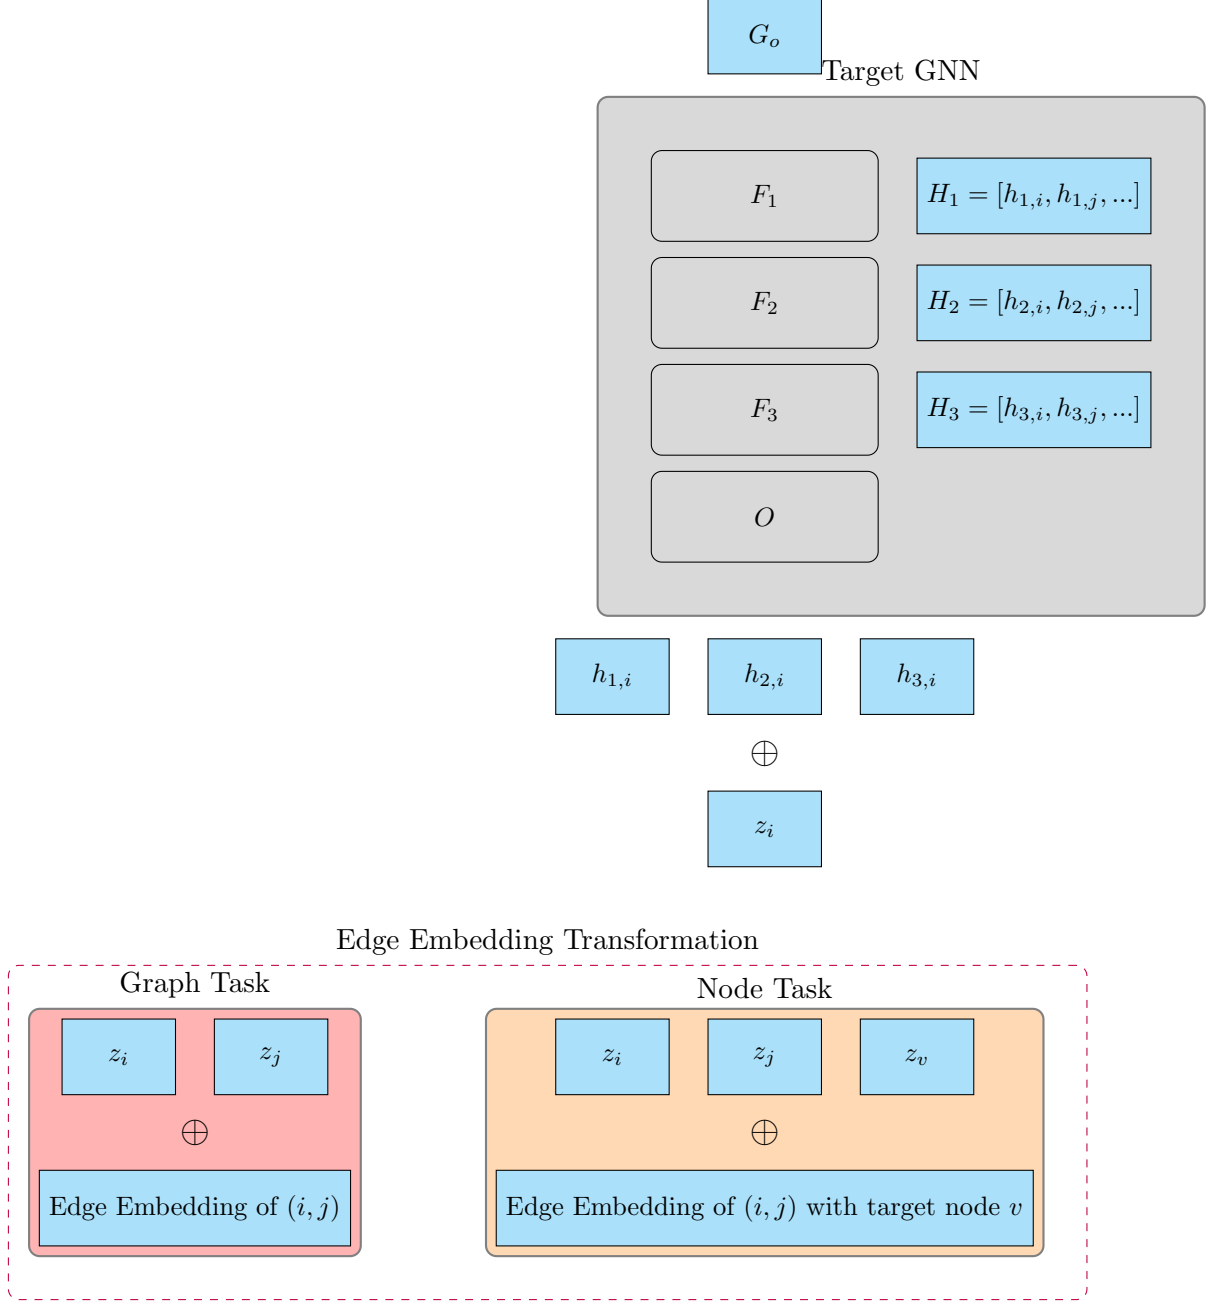 G_o
Target GNN
F_1
H_1 = [h_{1,i}, h_{1,j}, ...]
F_2
H_2 = [h_{2,i}, h_{2,j}, ...]
F_3
H_3 = [h_{3,i}, h_{3,j}, ...]
O
h_{1,i} h_{2,i} h_{3,i}
⊕
z_i
Edge Embedding Transformation
Graph Task
z_i z_j
⊕
Edge Embedding of (i, j)
Node Task
z_i z_j z_v
⊕
Edge Embedding of (i, j) with target node v